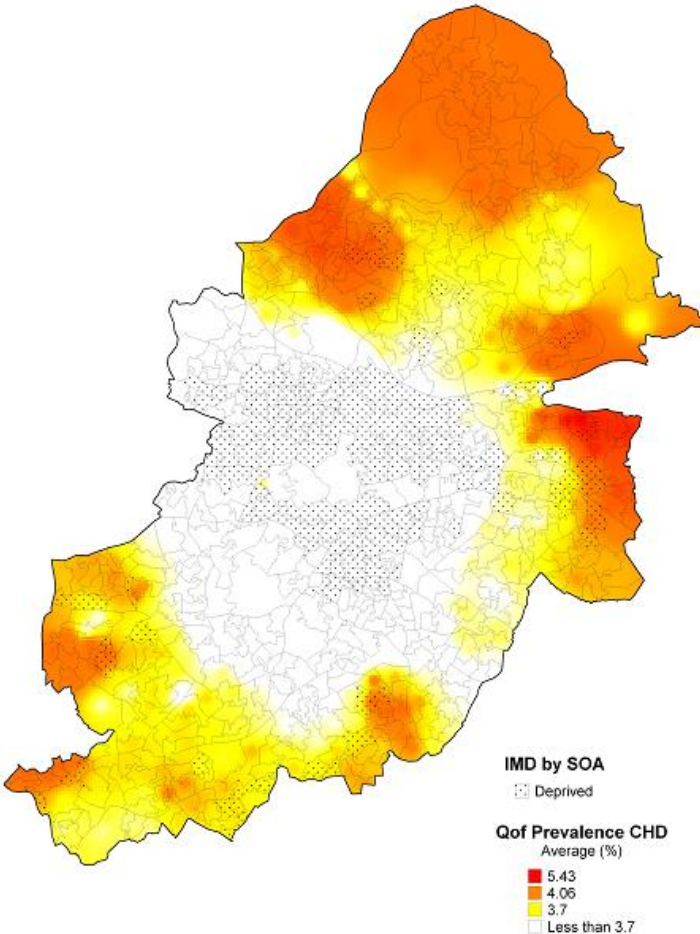 IMD by SOA
Deprived
Qof Prevalence CHD
Average (%)
5.43
4.06
3.7
Less than 3.7